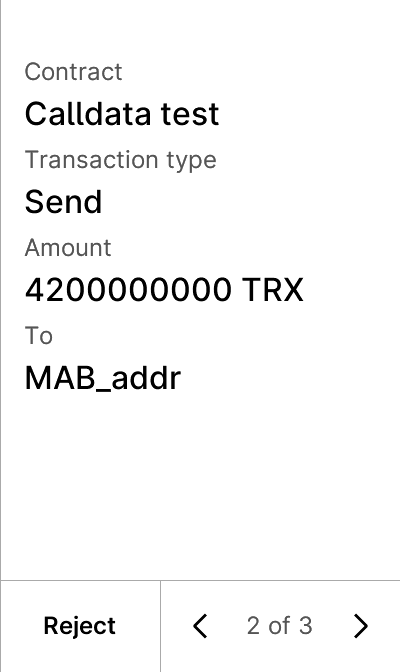 Contract
Calldata test
Transaction type
Send
Amount
4200000000 TRX
To
MAB_addr
Reject
2 of 3